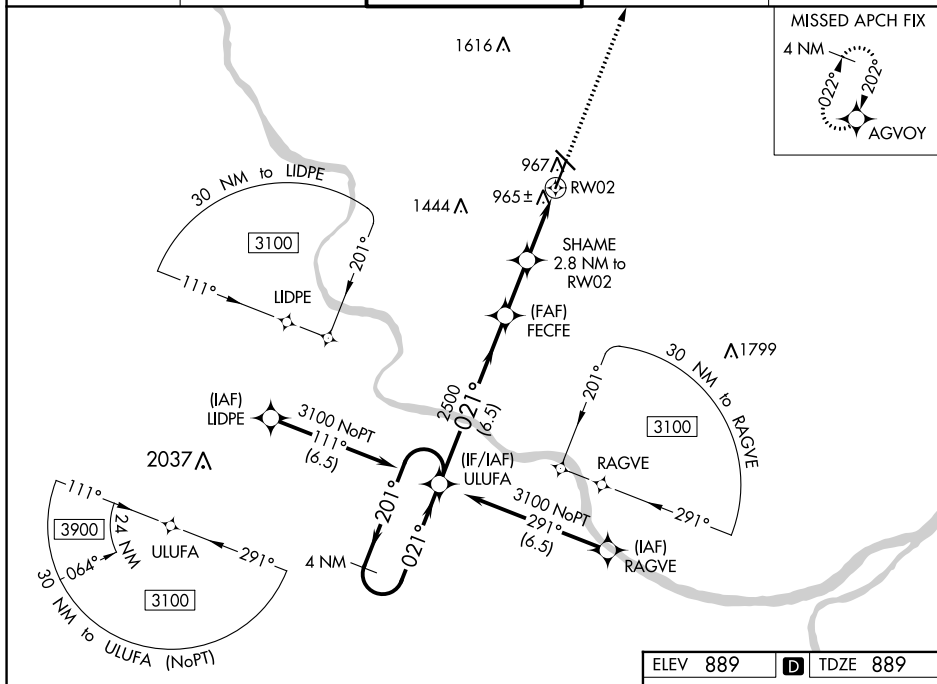 MISSED APCH FIX
4 NM
022°
202°
AGVOY
1616
967
RW02
965±
1444
30 NM to LIDPE
3100
201°
111°
LIDPE
SHAME
2.8 NM to
RW02
(FAF)
FECFE
1799
30 NM to RAGVE
201°
3100
RAGVE
291°
2500
021°
(6.5)
(IAF)
LIDPE
3100 NoPT
111°
(6.5)
(IF/IAF)
ULUFA
3100 NoPT
291°
(6.5)
(IAF)
RAGVE
201°
021°
4 NM
2037
111°
3900
24 NM
064°
ULUFA
291°
3100
30 NM to ULUFA (NoPT)
ELEV 889 D TDZE 889